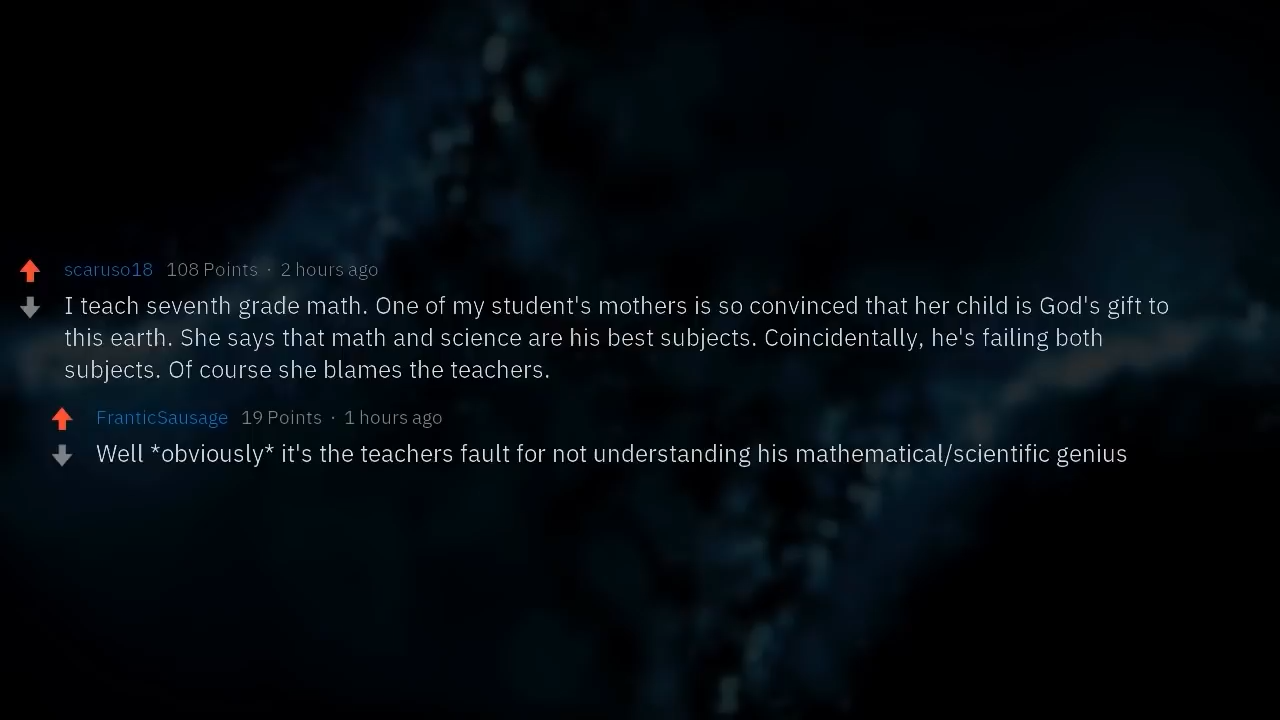 scaruso18 108 Points · 2 hours ago
I teach seventh grade math. One of my student's mothers is so convinced that her child is God's gift to
this earth. She says that math and science are his best subjects. Coincidentally, he's failing both
subjects. Of course she blames the teachers.
FranticSausage 19 Points · 1 hours ago
Well *obviously* it's the teachers fault for not understanding his mathematical/scientific genius